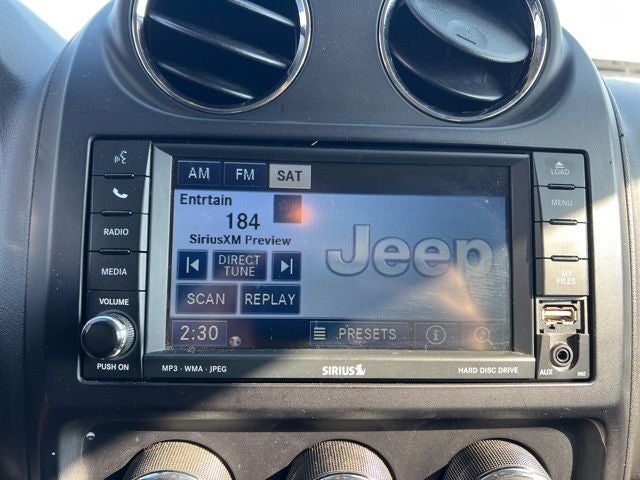 LOAD
AM FM SAT
MENU
Entrtain
184
SiriusXM Preview
Jeep
RADIO
DIRECT
TUNE
MEDIA
MY
FILES
SCAN REPLAY
VOLUME
2:30 PRESETS
PUSH ON
MP3 · WMA · JPEG SIRIUS HARD DISC DRIVE
AUX RBZ